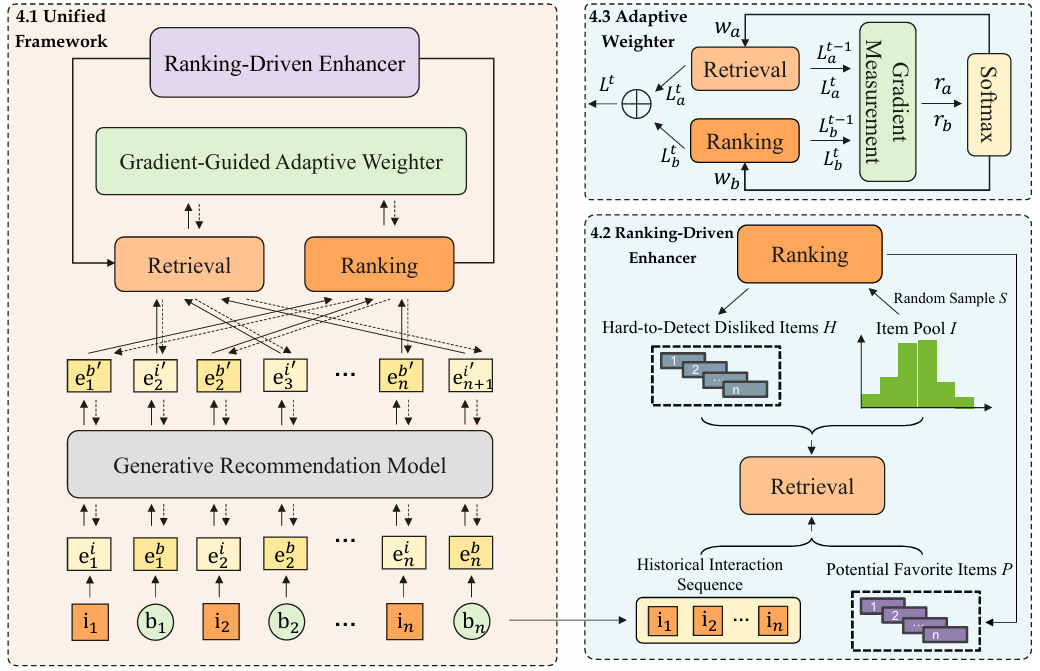 4.1 Unified
Framework
Ranking-Driven Enhancer
Gradient-Guided Adaptive Weighter
Retrieval
Ranking
e_1^{b'} e_2^{i'} e_2^{b'} e_3^{i'} ... e_n^{b'} e_{n+1}^{i'}
Generative Recommendation Model
e_1^i e_1^b e_2^i e_2^b ... e_n^i e_n^b
i_1 b_1 i_2 b_2 ... i_n b_n
4.3 Adaptive
Weighter
w_a
Retrieval
L_a^{t-1}
L_a^t
L^t
L_a^t
L_b^t
Ranking
L_b^{t-1}
L_b^t
w_b
Gradient
Measurement
r_a
r_b
Softmax
4.2 Ranking-Driven
Enhancer
Ranking
Random Sample S
Hard-to-Detect Disliked Items H
Item Pool I
1
2
...
n
Retrieval
Historical Interaction
Sequence
i_1 i_2 ... i_n
Potential Favorite Items P
1
2
...
n